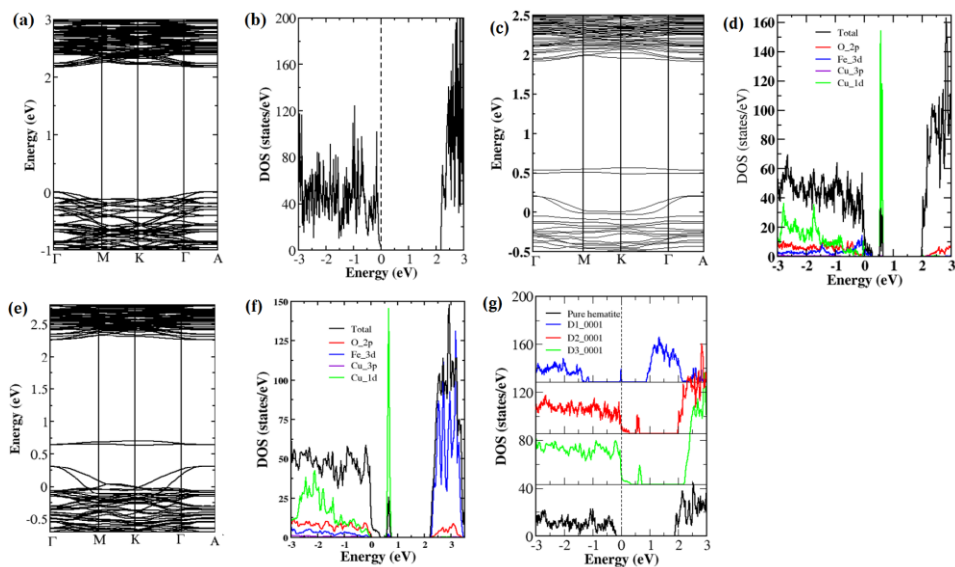 (a)
3
2
1
0
-1
Energy (eV)
Γ M K Γ A
(b)
200
160
120
80
40
0
DOS (states/eV)
-3 -2 -1 0 1 2 3
Energy (eV)
(c)
2.5
2
1.5
1
0.5
0
-0.5
Energy (eV)
Γ M K Γ A
(d)
160
140
120
100
80
60
40
20
0
DOS (states/eV)
Total
O_2p
Fe_3d
Cu_3p
Cu_1d
-3 -2 -1 0 1 2 3
Energy (eV)
(e)
2.5
2
1.5
1
0.5
0
-0.5
Energy (eV)
Γ M K Γ A
(f)
150
125
100
75
50
25
0
DOS (states/eV)
Total
O_2p
Fe_3d
Cu_3p
Cu_1d
-3 -2 -1 0 1 2 3
Energy (eV)
(g)
200
160
120
80
40
0
DOS (states/eV)
Pure hematite
D1_0001
D2_0001
D3_0001
-3 -2 -1 0 1 2 3
Energy (eV)